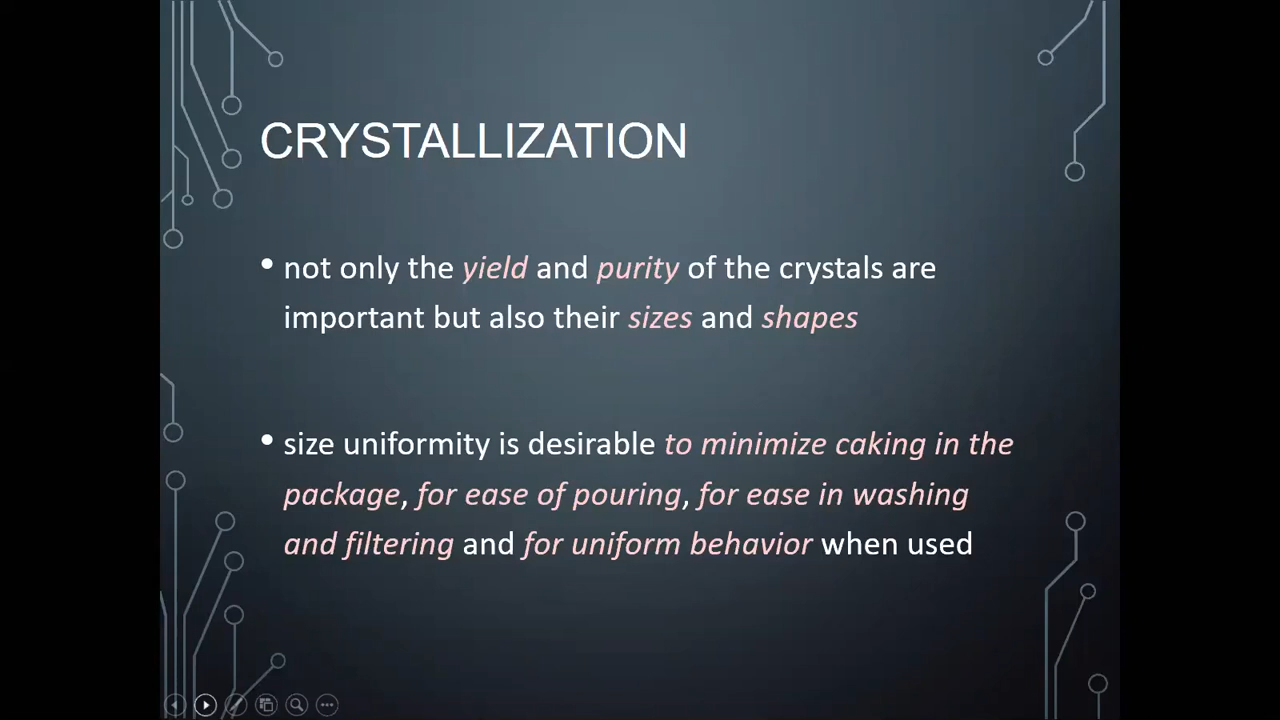 CRYSTALLIZATION
• not only the yield and purity of the crystals are
important but also their sizes and shapes
• size uniformity is desirable to minimize caking in the
package, for ease of pouring, for ease in washing
and filtering and for uniform behavior when used